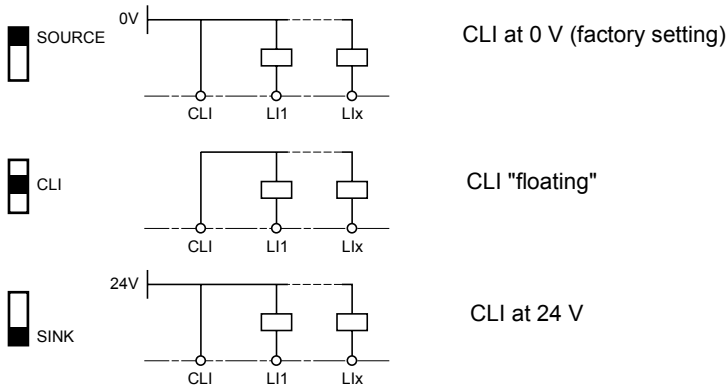 0V
SOURCE
CLI at 0 V (factory setting)
CLI LI1 LIx
CLI
CLI "floating"
CLI LI1 LIx
24V
CLI at 24 V
SINK
CLI LI1 LIx